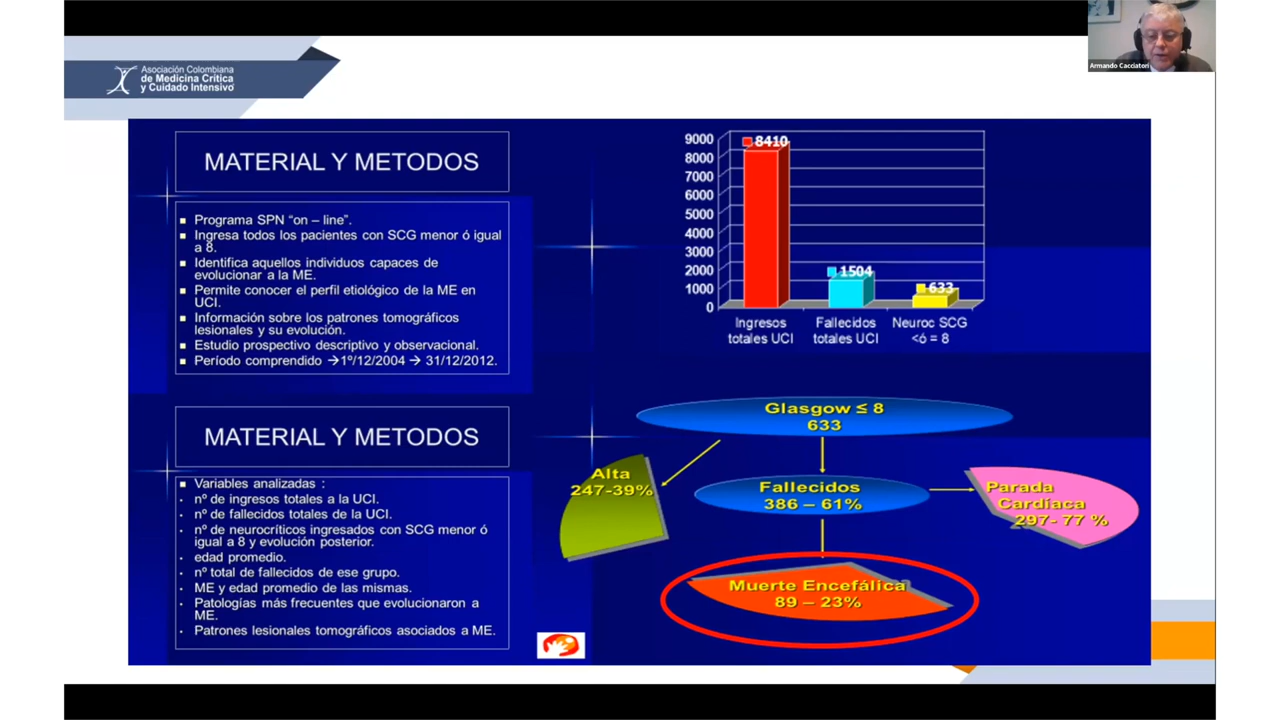 Armando Cacciatori
Asociación Colombiana
de Medicina Crítica
y Cuidado Intensivo
MATERIAL Y METODOS
Programa SPN “on – line”.
Ingresa todos los pacientes con SCG menor ó igual
a 8.
Identifica aquellos individuos capaces de
evolucionar a la ME.
Permite conocer el perfil etiológico de la ME en
UCI.
Información sobre los patrones tomográficos
lesionales y su evolución.
Estudio prospectivo descriptivo y observacional.
Período comprendido →1º/12/2004 → 31/12/2012.
MATERIAL Y METODOS
Variables analizadas :
nº de ingresos totales a la UCI.
nº de fallecidos totales de la UCI.
nº de neurocríticos ingresados con SCG menor ó
igual a 8 y evolución posterior.
edad promedio.
nº total de fallecidos de ese grupo.
ME y edad promedio de las mismas.
Patologías más frecuentes que evolucionaron a
ME.
Patrones lesionales tomográficos asociados a ME.
9000
8000
7000
6000
5000
4000
3000
2000
1000
0
8410
1504
633
Ingresos
totales UCI
Fallecidos
totales UCI
Neuroc SCG
<ó = 8
Glasgow ≤ 8
633
Alta
247-39%
Fallecidos
386 – 61%
Parada
Cardíaca
297- 77 %
Muerte Encefálica
89 – 23%